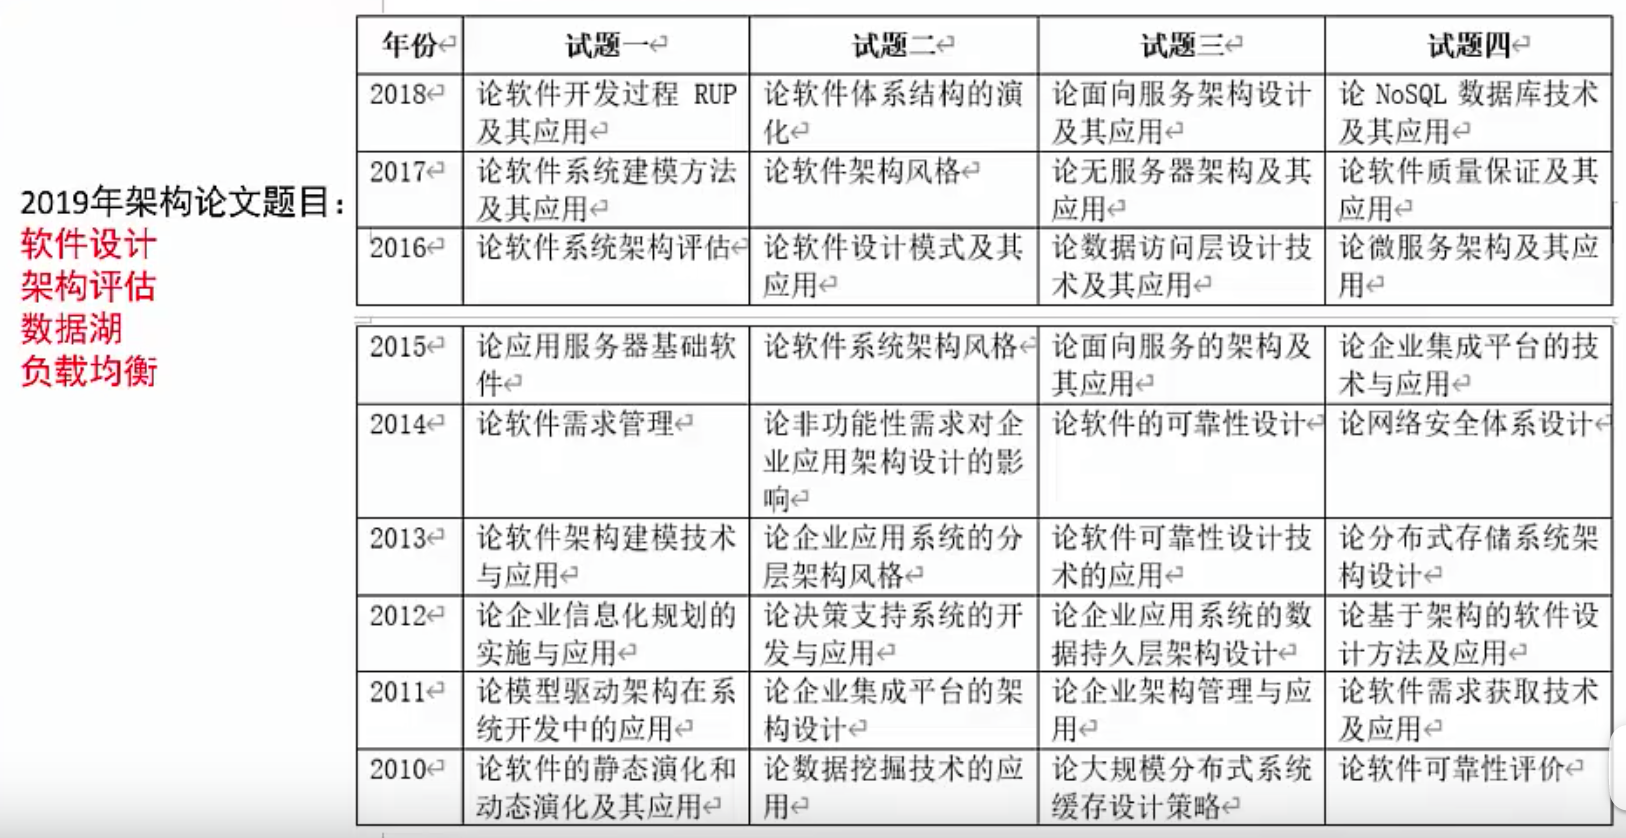 2019年架构论文题目：
软件设计
架构评估
数据湖
负载均衡
年份 试题一 试题二 试题三 试题四
2018 论软件开发过程 RUP 论软件体系结构的演 论面向服务架构设计 论 NoSQL 数据库技术
及其应用 化 及其应用 及其应用
2017 论软件系统建模方法 论软件架构风格 论无服务器架构及其 论软件质量保证及其
及其应用 应用 应用
2016 论软件系统架构评估 论软件设计模式及其 论数据访问层设计技 论微服务架构及其应
应用 术及其应用 用
2015 论应用服务器基础软 论软件系统架构风格 论面向服务的架构及 论企业集成平台的技
件 其应用 术与应用
2014 论软件需求管理 论非功能性需求对企 论软件的可靠性设计 论网络安全体系设计
业应用架构设计的影
响
2013 论软件架构建模技术 论企业应用系统的分 论软件可靠性设计技 论分布式存储系统架
与应用 层架构风格 术的应用 构设计
2012 论企业信息化规划的 论决策支持系统的开 论企业应用系统的数 论基于架构的软件设
实施与应用 发与应用 据持久层架构设计 计方法及应用
2011 论模型驱动架构在系 论企业集成平台的架 论企业架构管理与应 论软件需求获取技术
统开发中的应用 构设计 用 及应用
2010 论软件的静态演化和 论数据挖掘技术的应 论大规模分布式系统 论软件可靠性评价
动态演化及其应用 用 缓存设计策略